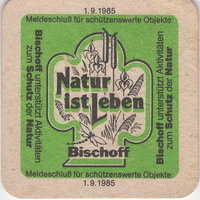 1.9.1985
Meldeschluß für schützenswerte Objekte:
Bischoff unterstützt Aktivitäten
zum Schutz der Natur
Natur
ist Leben
Bischoff
Bischoff unterstützt Aktivitäten
zum Schutz der Natur
Meldeschluß für schützenswerte Objekte:
1.9.1985